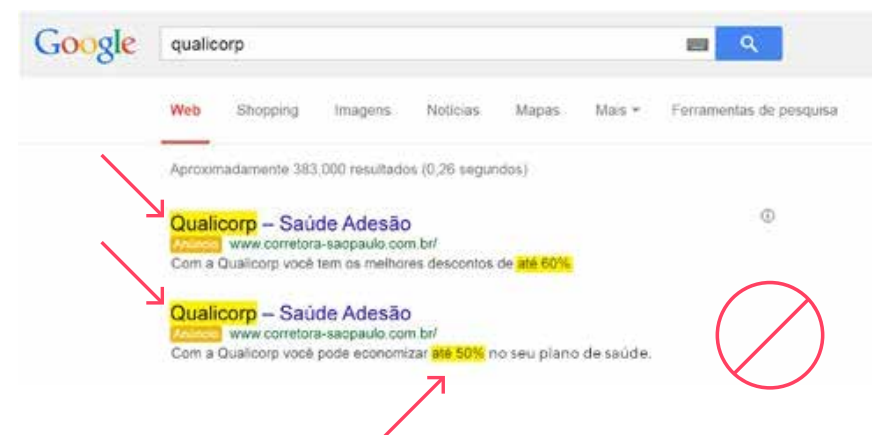 Google qualicorp
Web Shopping Imagens Notícias Mapas Mais Ferramentas de pesquisa
Aproximadamente 383.000 resultados (0,26 segundos)
Qualicorp – Saúde Adesão
Anúncio www.corretora-saopaulo.com.br/
Com a Qualicorp você tem os melhores descontos de até 60%
Qualicorp – Saúde Adesão
Anúncio www.corretora-saopaulo.com.br/
Com a Qualicorp você pode economizar até 50% no seu plano de saúde.